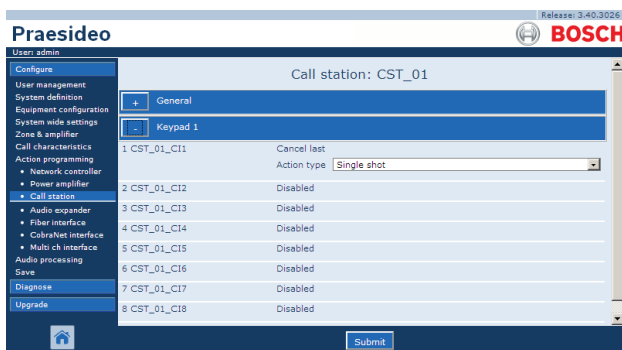 Release: 3.40.3026
Praesideo
BOSCH
User: admin
Configure
User management
System definition
Equipment configuration
System wide settings
Zone & amplifier
Call characteristics
Action programming
• Network controller
• Power amplifier
• Call station
• Audio expander
• Fiber interface
• CobraNet interface
• Multi ch interface
Audio processing
Save
Diagnose
Upgrade
Call station: CST_01
+ General
- Keypad 1
1 CST_01_CI1 Cancel last
Action type Single shot
2 CST_01_CI2 Disabled
3 CST_01_CI3 Disabled
4 CST_01_CI4 Disabled
5 CST_01_CI5 Disabled
6 CST_01_CI6 Disabled
7 CST_01_CI7 Disabled
8 CST_01_CI8 Disabled
Submit